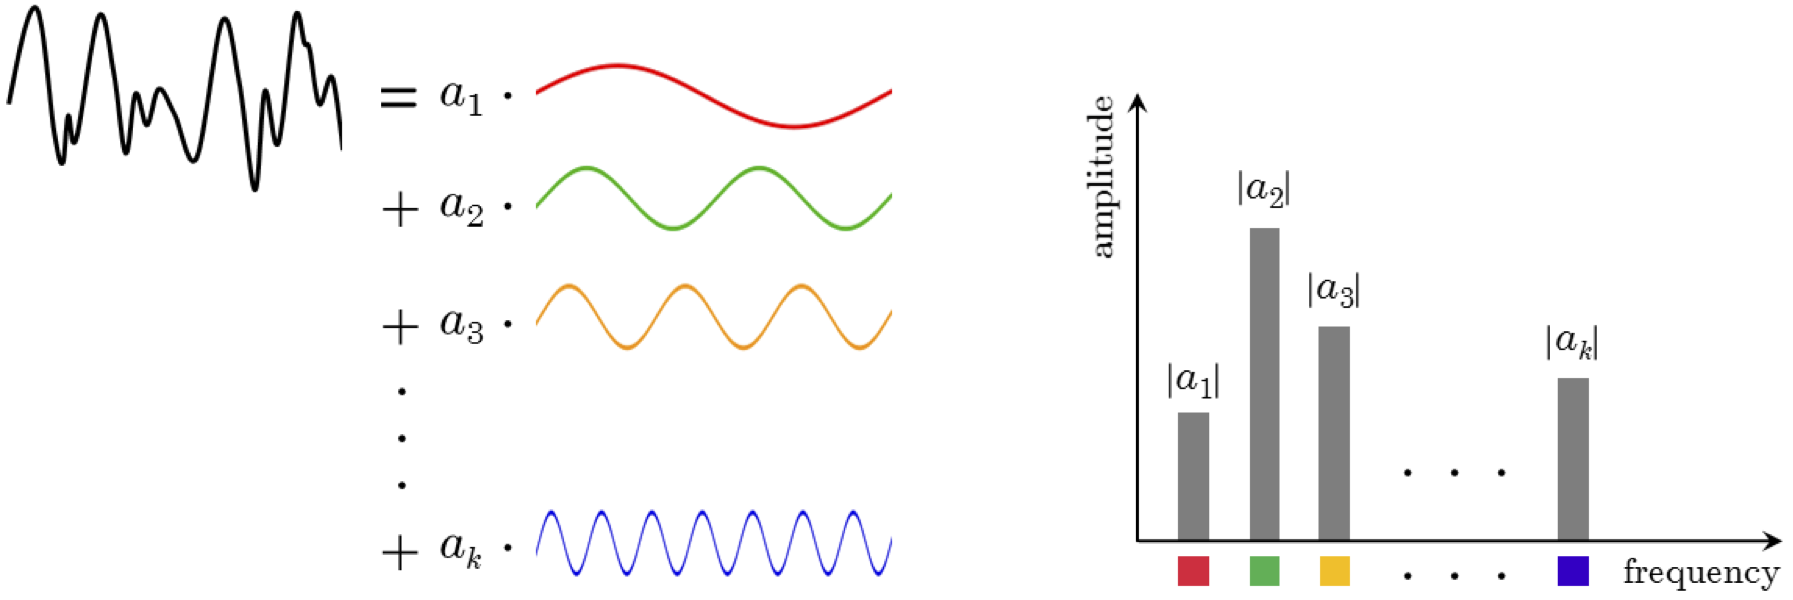 = a₁ ·
+ a₂ ·
+ a₃ ·
·
·
·
+ aₖ ·
amplitude
|a₁|
|a₂|
|a₃|
· · ·
|aₖ|
· · ·
frequency